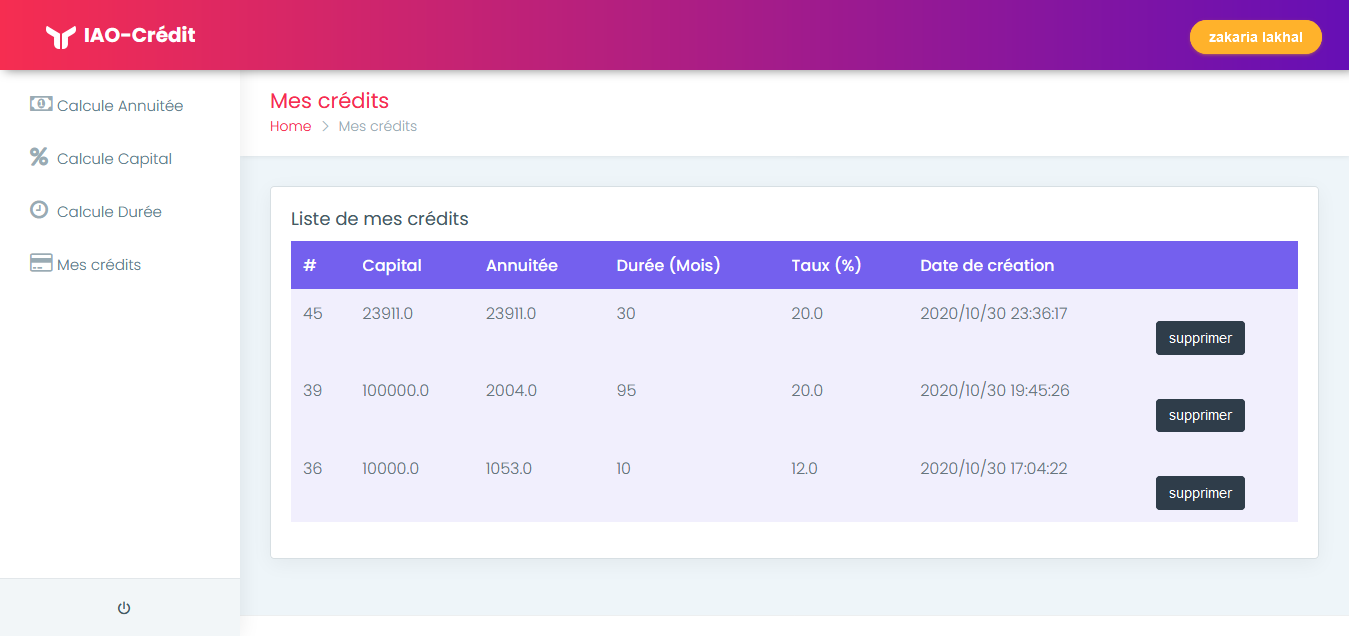 IAO-Crédit
zakaria lakhal
Calcule Annuitée
Calcule Capital
Calcule Durée
Mes crédits
Mes crédits
Home > Mes crédits
Liste de mes crédits
# Capital Annuitée Durée (Mois) Taux (%) Date de création
45 23911.0 23911.0 30 20.0 2020/10/30 23:36:17
supprimer
39 100000.0 2004.0 95 20.0 2020/10/30 19:45:26
supprimer
36 10000.0 1053.0 10 12.0 2020/10/30 17:04:22
supprimer